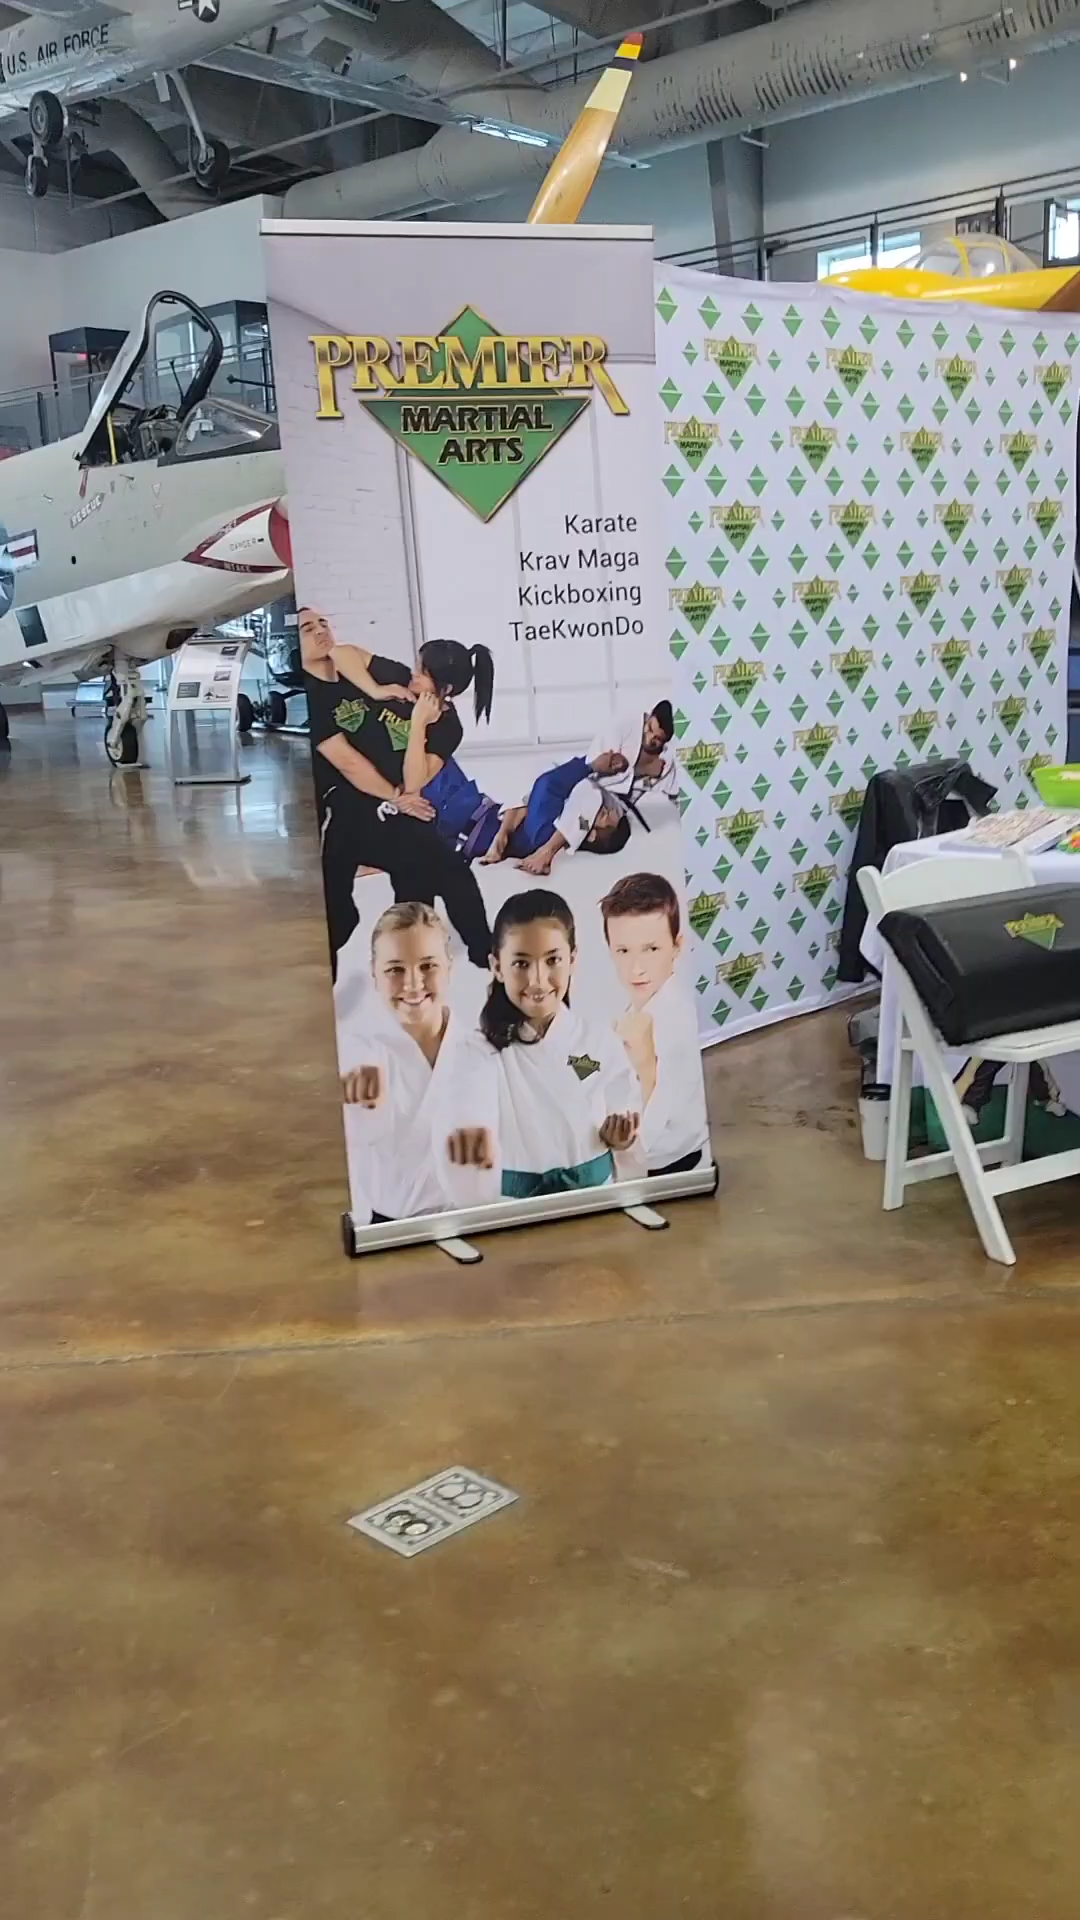 U.S. AIR FORCE
PREMIER
MARTIAL
ARTS
Karate
Krav Maga
Kickboxing
TaeKwonDo
RESCUE
DANGER
INTAKE